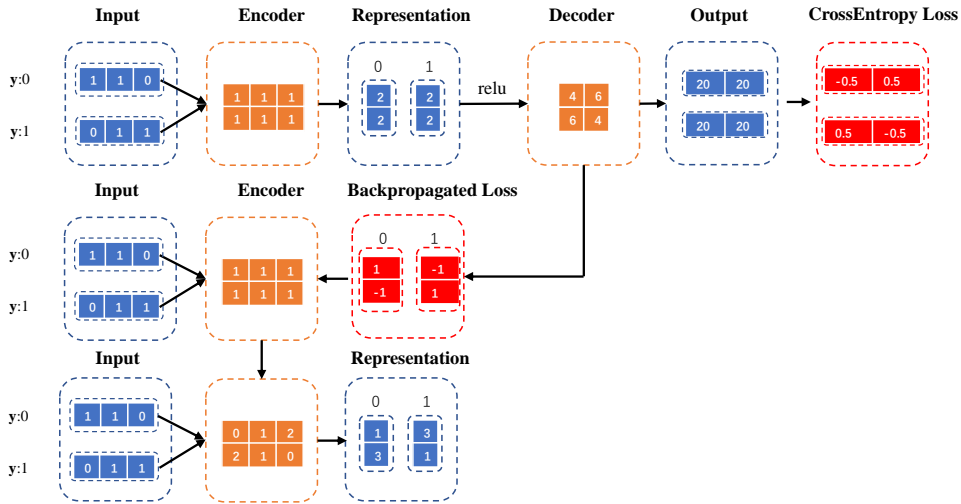 Input Encoder Representation Decoder Output CrossEntropy Loss
0 1
y:0 1 1 0
1 1 1
1 1 1
2 2
2 2
relu
4 6
6 4
20 20
20 20
-0.5 0.5
0.5 -0.5
y:1 0 1 1
Input Encoder Backpropagated Loss
0 1
y:0 1 1 0
1 1 1
1 1 1
1 -1
-1 1
y:1 0 1 1
Input Representation
0 1
y:0 1 1 0
0 1 2
2 1 0
1 3
3 1
y:1 0 1 1